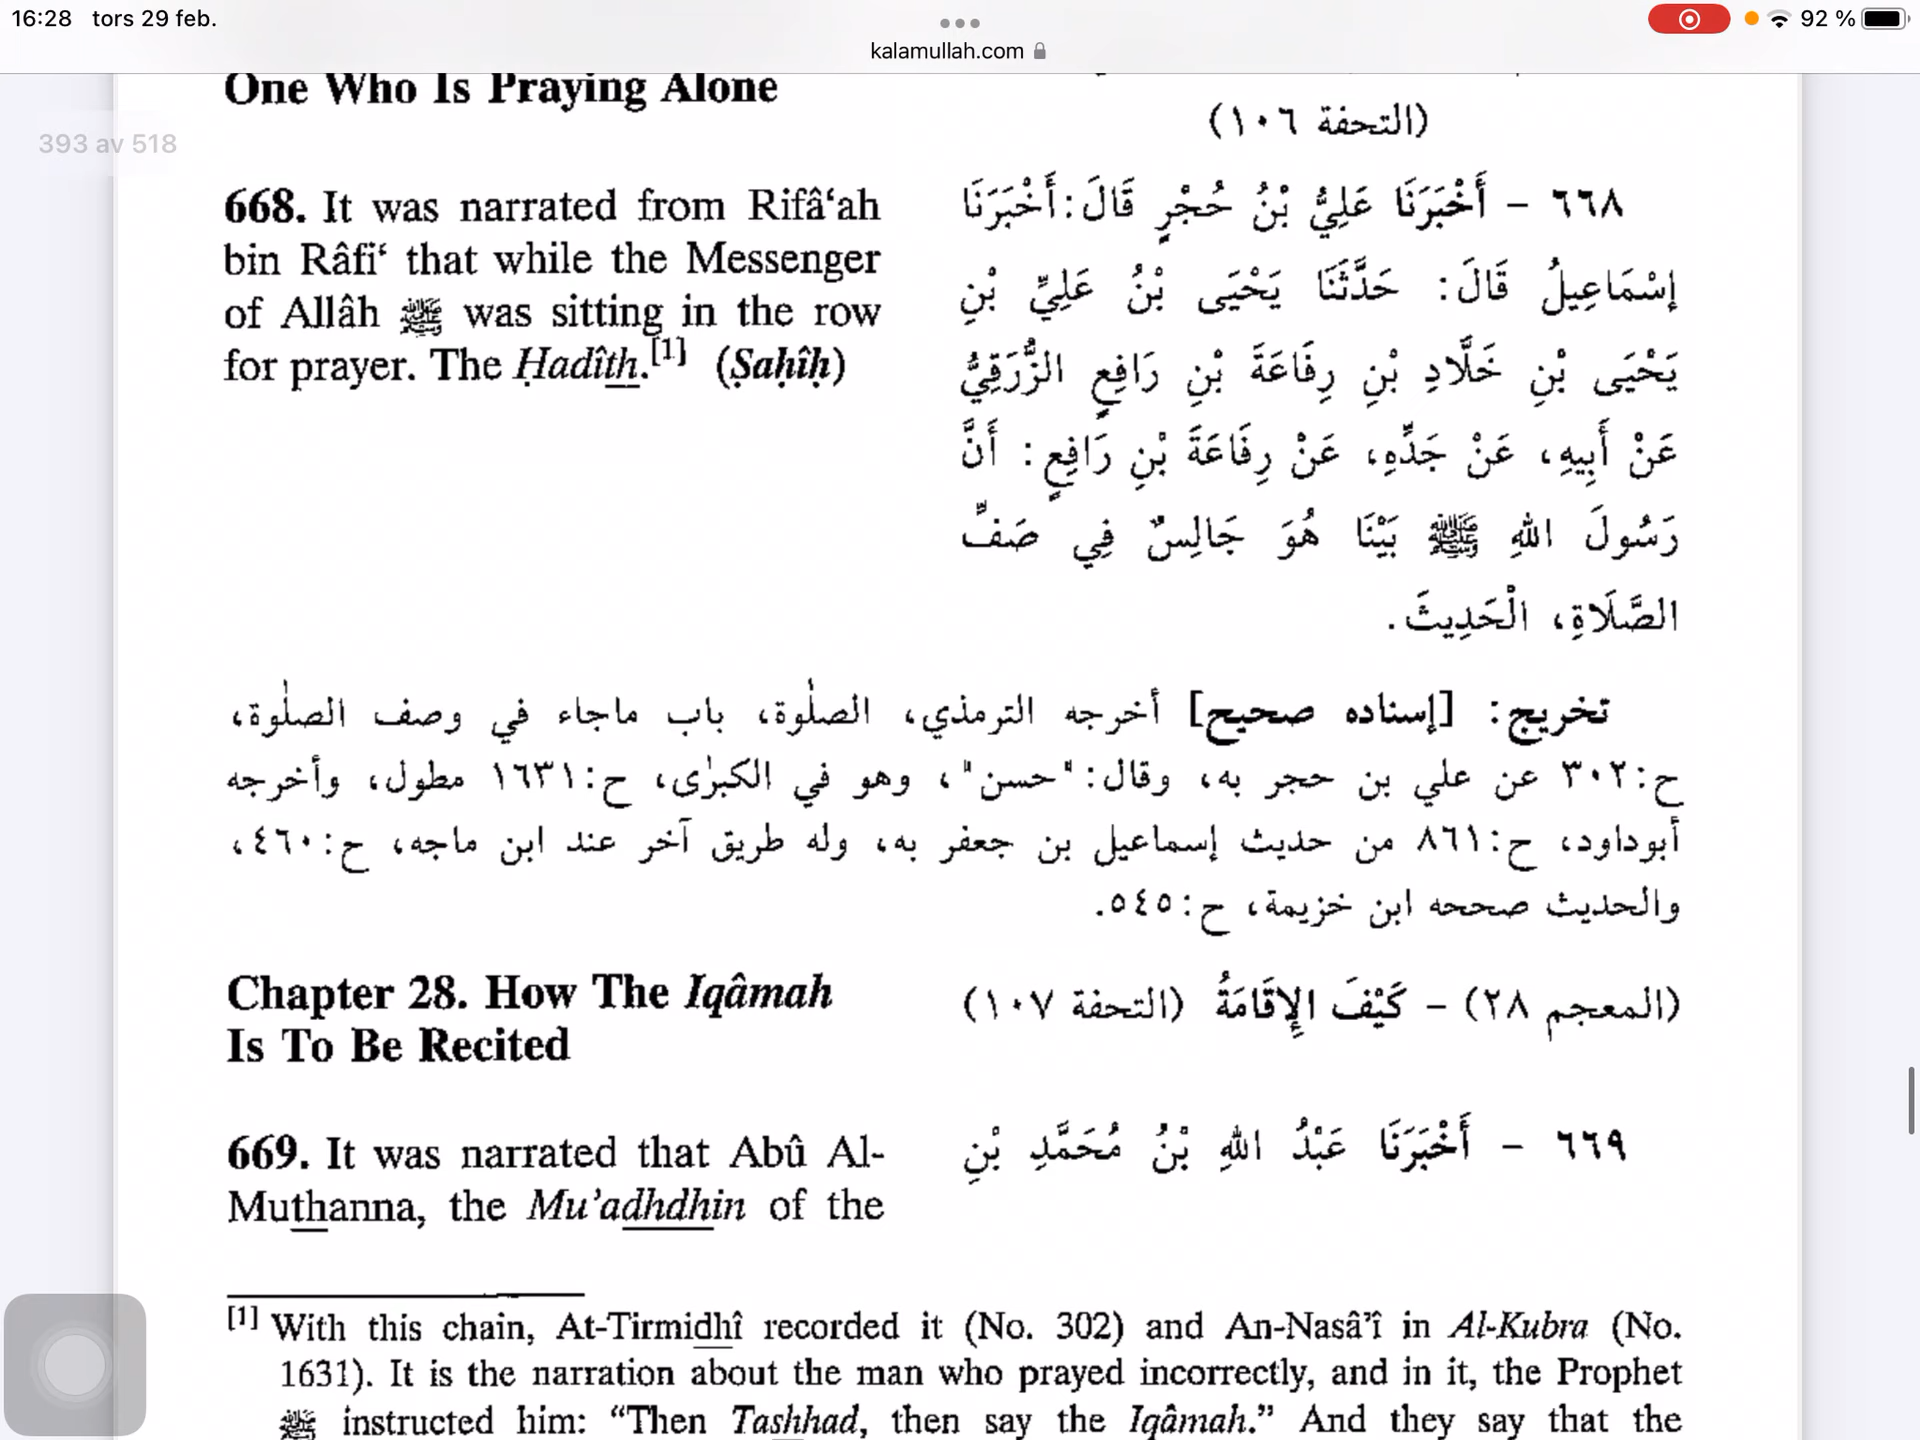 16:28 tors 29 feb.
92 %
kalamullah.com
One Who Is Praying Alone
393 av 518
(التحفة ١٠٦)
668. It was narrated from Rifâ‘ah
bin Râfi‘ that while the Messenger
of Allâh ﷺ was sitting in the row
for prayer. The Ḥadîth.[1] (Ṣaḥîḥ)
٦٦٨ - أَخْبَرَنَا عَلِيُّ بْنُ حُجْرٍ قَالَ: أَخْبَرَنَا
إِسْمَاعِيلُ قَالَ: حَدَّثَنَا يَحْيَى بْنُ عَلِيِّ بْنِ
يَحْيَى بْنِ خَلَّادِ بْنِ رِفَاعَةَ بْنِ رَافِعٍ الزُّرَقِيُّ
عَنْ أَبِيهِ، عَنْ جَدِّهِ، عَنْ رِفَاعَةَ بْنِ رَافِعٍ: أَنَّ
رَسُولَ اللهِ ﷺ بَيْنَا هُوَ جَالِسٌ فِي صَفِّ
الصَّلَاةِ، الْحَدِيثَ.
تخريج: [إسناده صحيح] أخرجه الترمذي، الصلٰوة، باب ماجاء في وصف الصلٰوة،
ح:٣٠٢ عن علي بن حجر به، وقال: "حسن"، وهو في الكبرٰى، ح:١٦٣١ مطول، وأخرجه
أبوداود، ح:٨٦١ من حديث إسماعيل بن جعفر به، وله طريق آخر عند ابن ماجه، ح:٤٦٠،
والحديث صححه ابن خزيمة، ح:٥٤٥.
Chapter 28. How The Iqâmah
Is To Be Recited
(المعجم ٢٨) - كَيْفَ الإِقَامَةُ (التحفة ١٠٧)
669. It was narrated that Abû Al-
Muthanna, the Mu’adhdhin of the
٦٦٩ - أَخْبَرَنَا عَبْدُ اللهِ بْنُ مُحَمَّدِ بْنِ
[1] With this chain, At-Tirmidhî recorded it (No. 302) and An-Nasâ’î in Al-Kubra (No.
1631). It is the narration about the man who prayed incorrectly, and in it, the Prophet
ﷺ instructed him: “Then Tashhad, then say the Iqâmah.” And they say that the